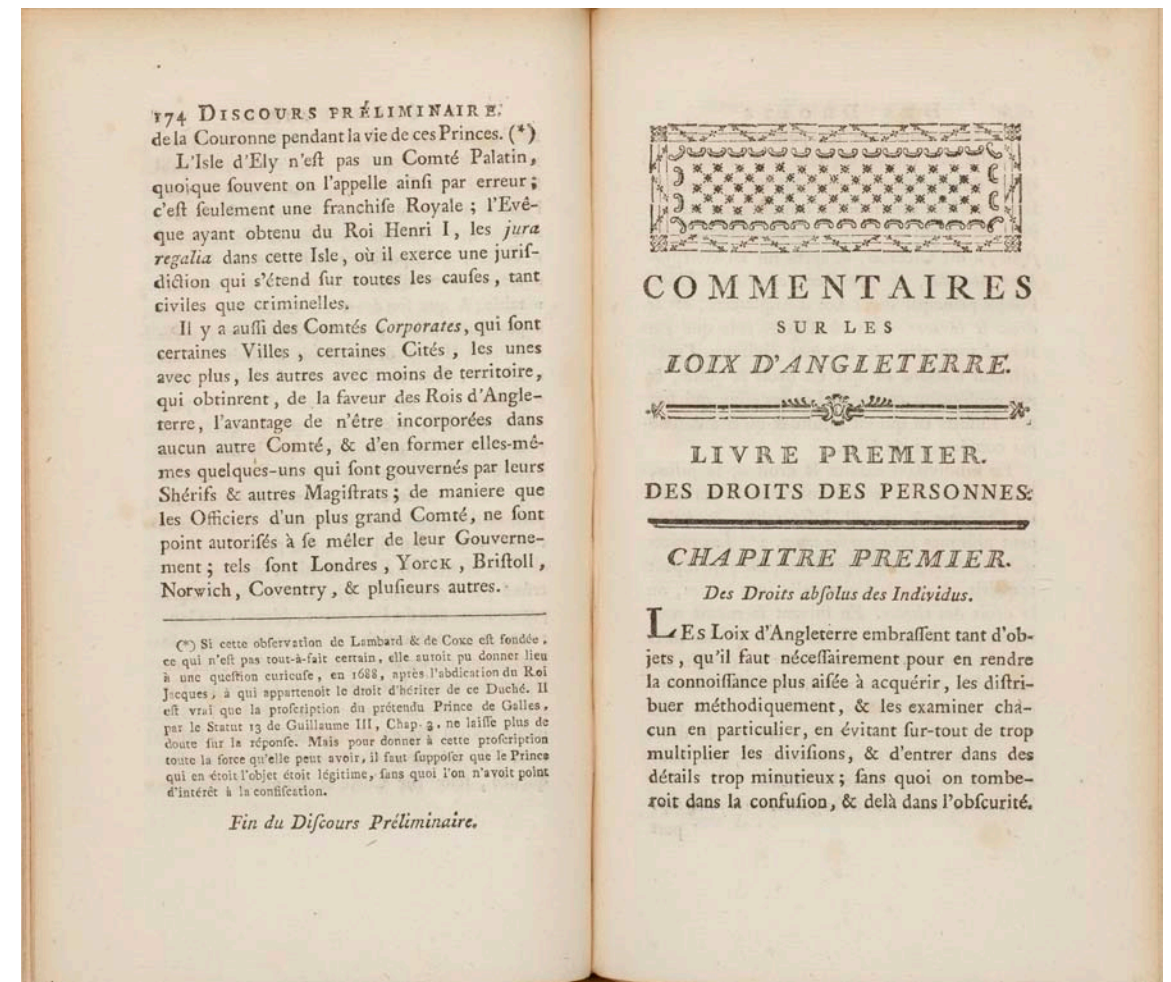 174 DISCOURS PRÉLIMINAIRE.
de la Couronne pendant la vie de ces Princes. (*)
L'Isle d'Ely n'eſt pas un Comté Palatin,
quoique ſouvent on l'appelle ainſi par erreur;
c'eſt ſeulement une franchiſe Royale ; l'Evê-
que ayant obtenu du Roi Henri I, les jura
regalia dans cette Isle, où il exerce une juriſ-
diction qui s'étend ſur toutes les cauſes, tant
civiles que criminelles.
Il y a auſſi des Comtés Corporates, qui ſont
certaines Villes , certaines Cités , les unes
avec plus, les autres avec moins de territoire,
qui obtinrent, de la faveur des Rois d'Angle-
terre, l'avantage de n'être incorporées dans
aucun autre Comté, & d'en former elles-mê-
mes quelques-uns qui ſont gouvernés par leurs
Shérifs & autres Magiſtrats ; de maniere que
les Officiers d'un plus grand Comté, ne ſont
point autoriſés à ſe mêler de leur Gouverne-
ment ; tels ſont Londres , Yorck , Briſtoll,
Norwich, Coventry, & pluſieurs autres.
(*) Si cette obſervation de Lambard & de Coxe eſt fondée,
ce qui n'eſt pas tout-à-fait certain, elle auroit pu donner lieu
à une queſtion curieuſe, en 1688, après l'abdication du Roi
Jacques, à qui appartenoit le droit d'hériter de ce Duché. Il
eſt vrai que la proſcription du prétendu Prince de Galles,
par le Statut 13 de Guillaume III, Chap. 3, ne laiſſe plus de
doute ſur la réponſe. Mais pour donner à cette proſcription
toute la force qu'elle peut avoir, il faut ſuppoſer que le Prince
qui en étoit l'objet étoit légitime, ſans quoi l'on n'avoit point
d'intérêt à la confiſcation.
Fin du Diſcours Préliminaire.
COMMENTAIRES
SUR LES
LOIX D'ANGLETERRE.
LIVRE PREMIER.
DES DROITS DES PERSONNES.
CHAPITRE PREMIER.
Des Droits abſolus des Individus.
LES Loix d'Angleterre embraſſent tant d'ob-
jets, qu'il faut néceſſairement pour en rendre
la connoiſſance plus aiſée à acquérir, les diſtri-
buer méthodiquement, & les examiner cha-
cun en particulier, en évitant ſur-tout de trop
multiplier les diviſions, & d'entrer dans des
détails trop minutieux ; ſans quoi on tombe-
roit dans la confuſion, & delà dans l'obſcurité.